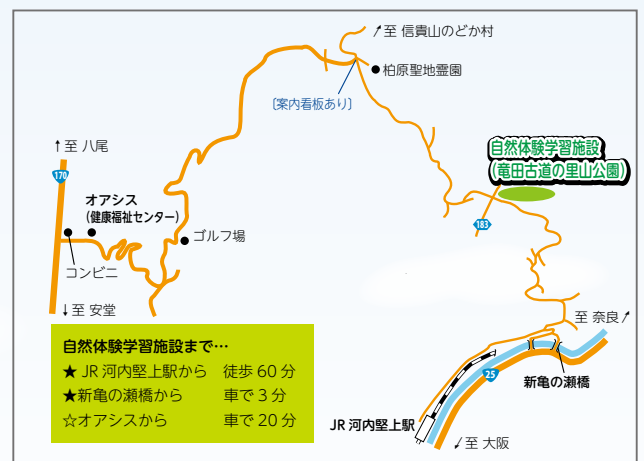 ↗至 信貴山のどか村
●柏原聖地霊園
〔案内看板あり〕
自然体験学習施設
(竜田古道の里山公園)
↑至 八尾
170
オアシス
(健康福祉センター)
●ゴルフ場
コンビニ
↓至 安堂
183
至 奈良↗
新亀の瀬橋
25
JR 河内堅上駅
↙至 大阪
自然体験学習施設まで…
★ JR 河内堅上駅から 徒歩 60 分
★新亀の瀬橋から 車で 3 分
☆オアシスから 車で 20 分